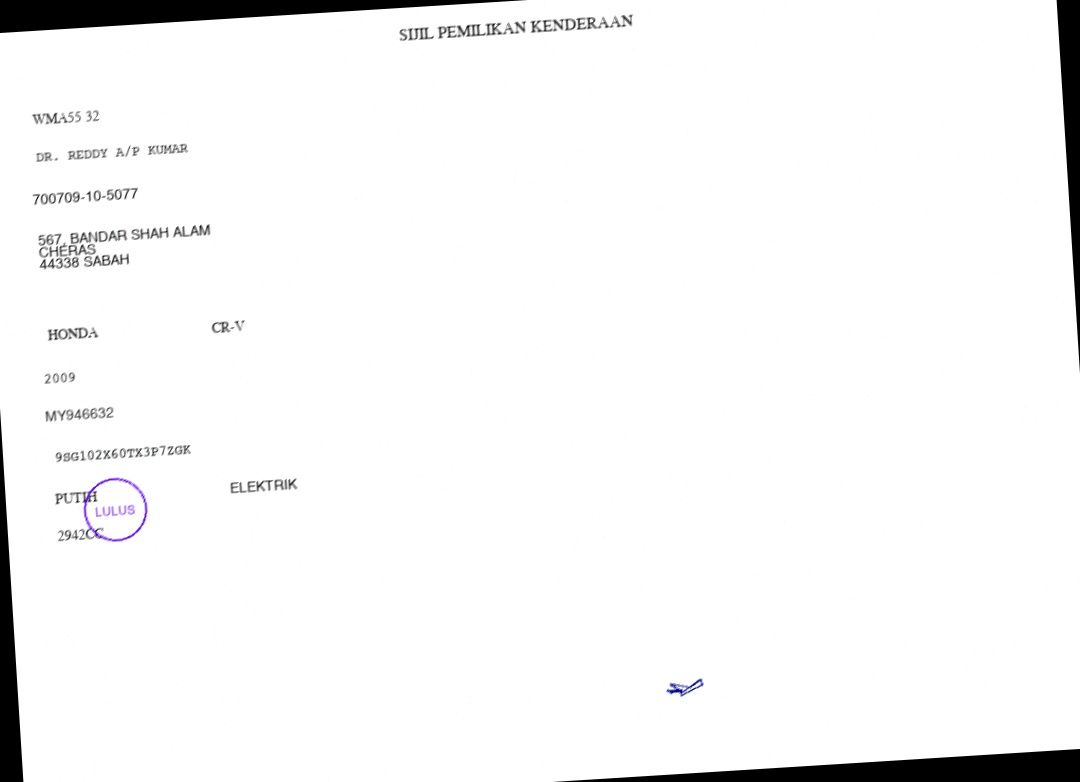 SIJIL PEMILIKAN KENDERAAN
WMA55 32
DR. REDDY A/P KUMAR
700709-10-5077
567, BANDAR SHAH ALAM
CHERAS
44338 SABAH
HONDA CR-V
2009
MY946632
9SG102X60TX3P7ZGK
PUTIH ELEKTRIK
LULUS
2942CC